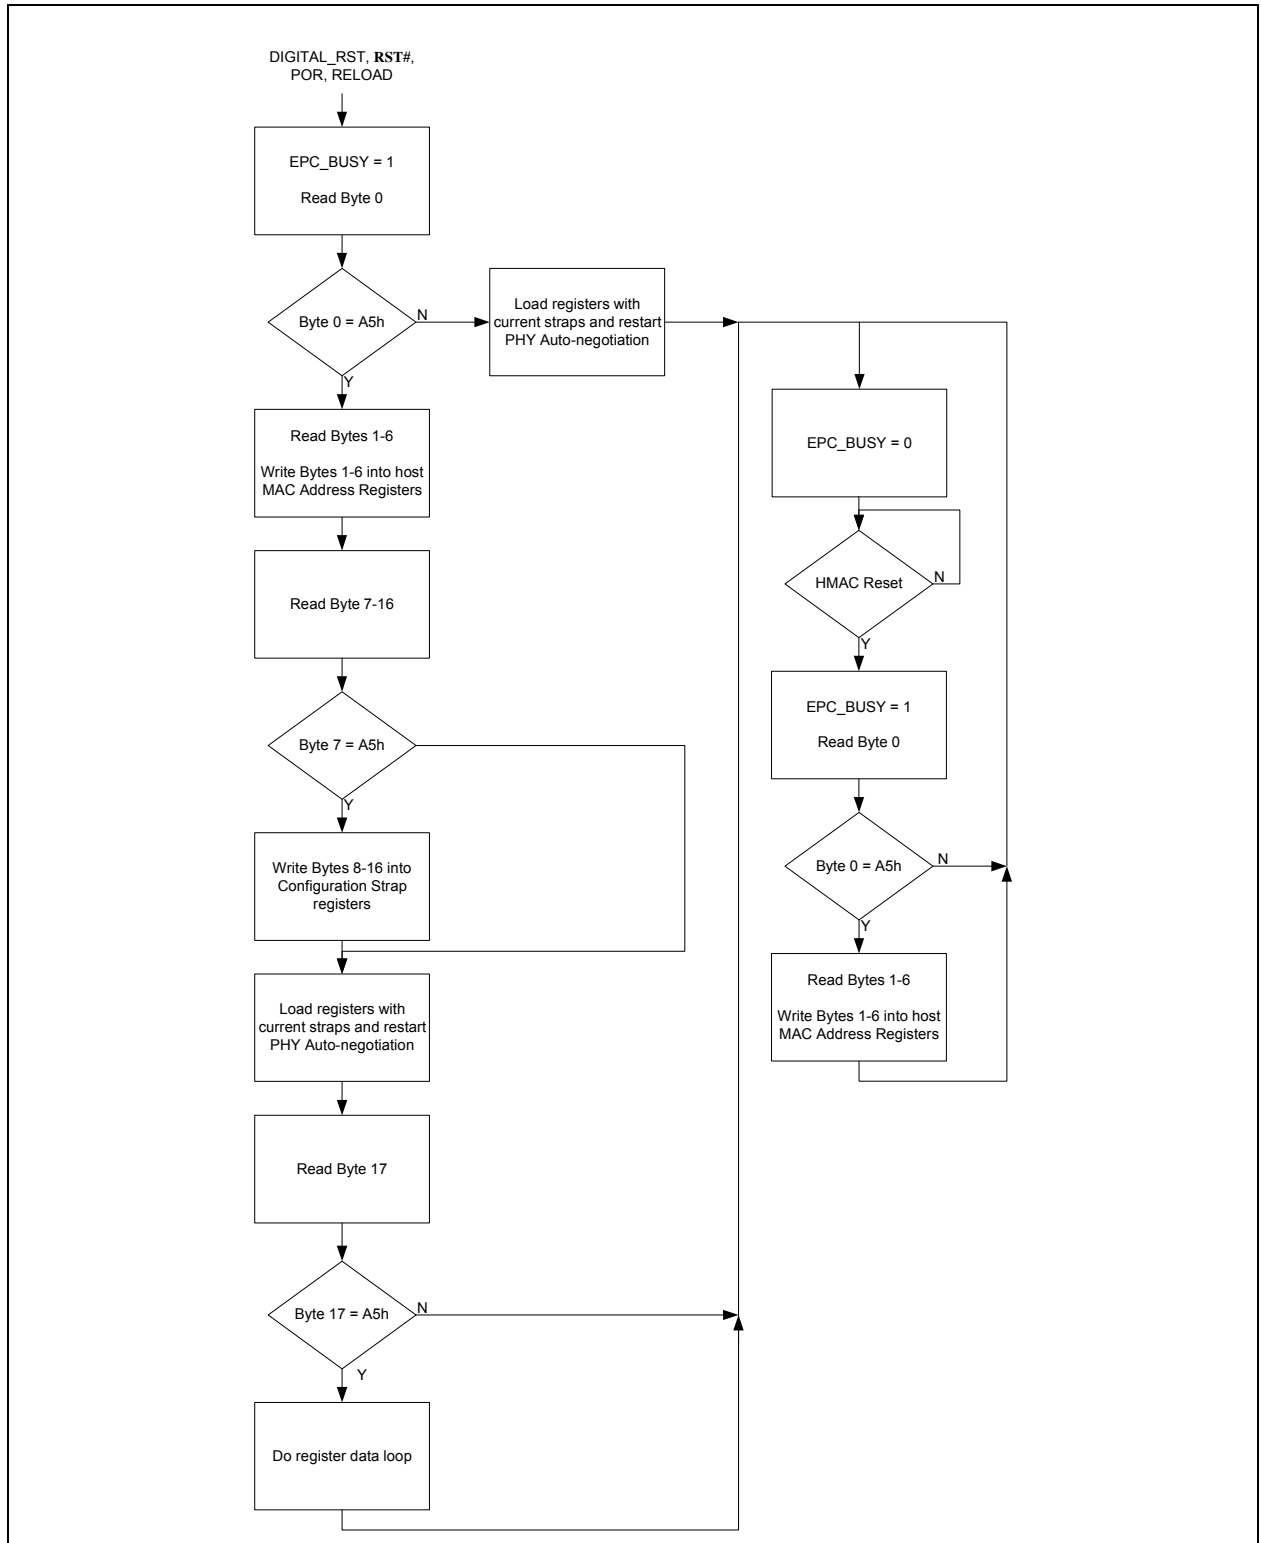 DIGITAL_RST, RST#,
POR, RELOAD
EPC_BUSY = 1
Read Byte 0
Byte 0 = A5h
N
Load registers with
current straps and restart
PHY Auto-negotiation
Y
Read Bytes 1-6
Write Bytes 1-6 into host
MAC Address Registers
Read Byte 7-16
Byte 7 = A5h
Y
Write Bytes 8-16 into
Configuration Strap
registers
Load registers with
current straps and restart
PHY Auto-negotiation
Read Byte 17
Byte 17 = A5h
N
Y
Do register data loop
EPC_BUSY = 0
HMAC Reset
N
Y
EPC_BUSY = 1
Read Byte 0
Byte 0 = A5h
N
Y
Read Bytes 1-6
Write Bytes 1-6 into host
MAC Address Registers